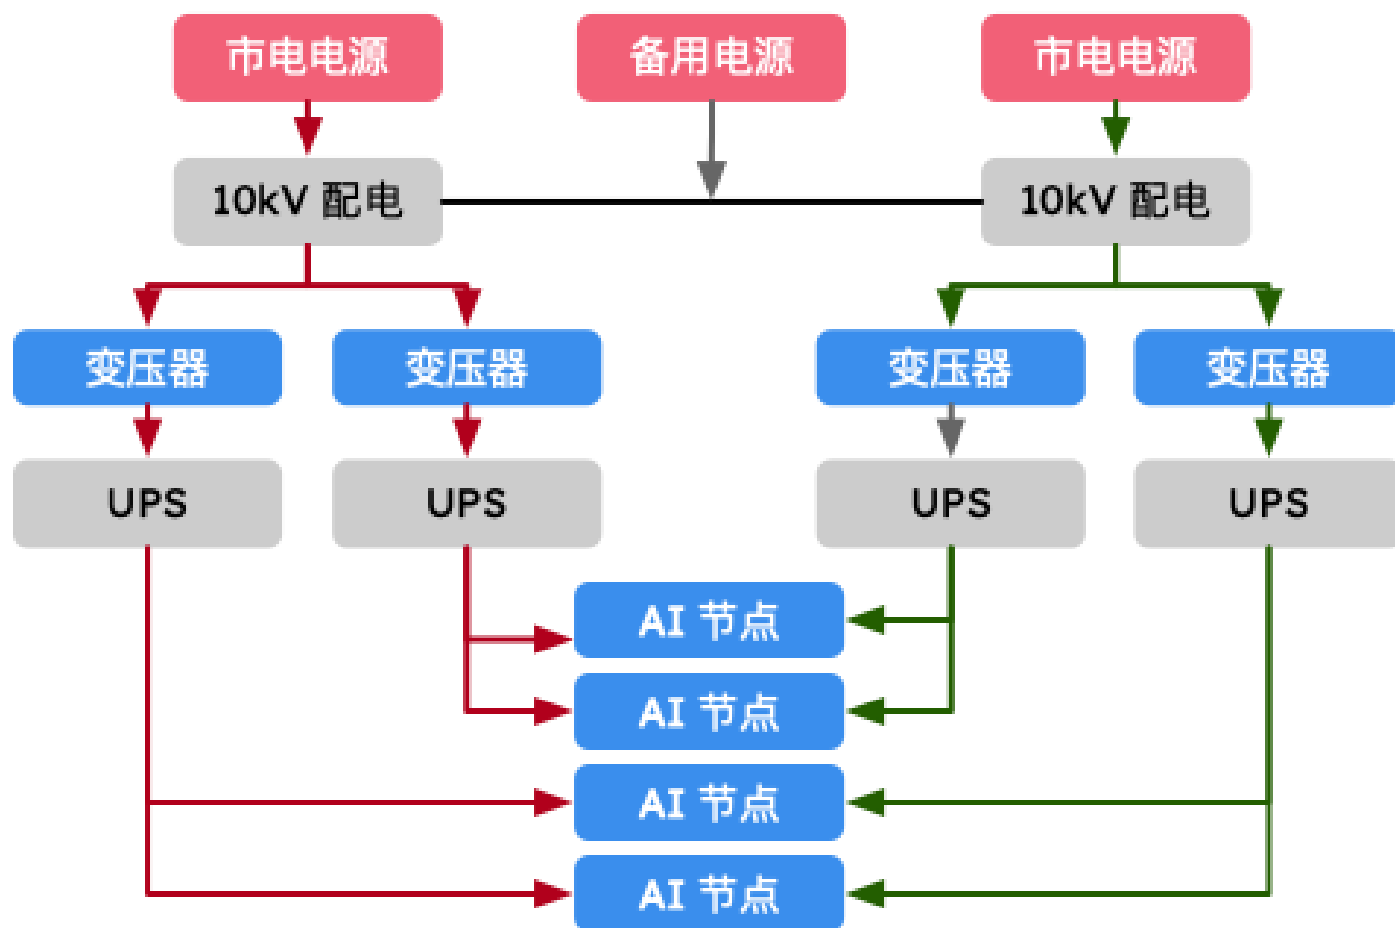 市电电源
备用电源
市电电源
10kV 配电
10kV 配电
变压器
变压器
变压器
变压器
UPS
UPS
UPS
UPS
AI 节点
AI 节点
AI 节点
AI 节点